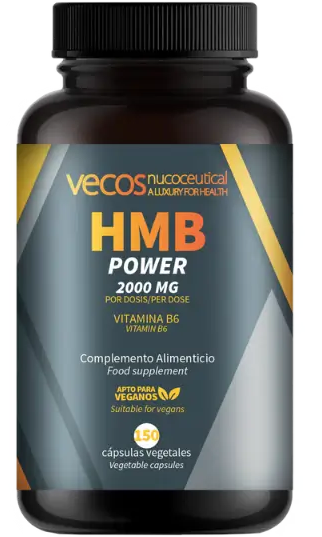 vecos nucoceutical
A LUXURY FOR HEALTH
HMB
POWER
2000 MG
POR DOSIS/PER DOSE
VITAMINA B6
VITAMIN B6
Complemento Alimenticio
Food supplement
APTO PARA
VEGANOS
Suitable for vegans
150
cápsulas vegetales
Vegetable capsules